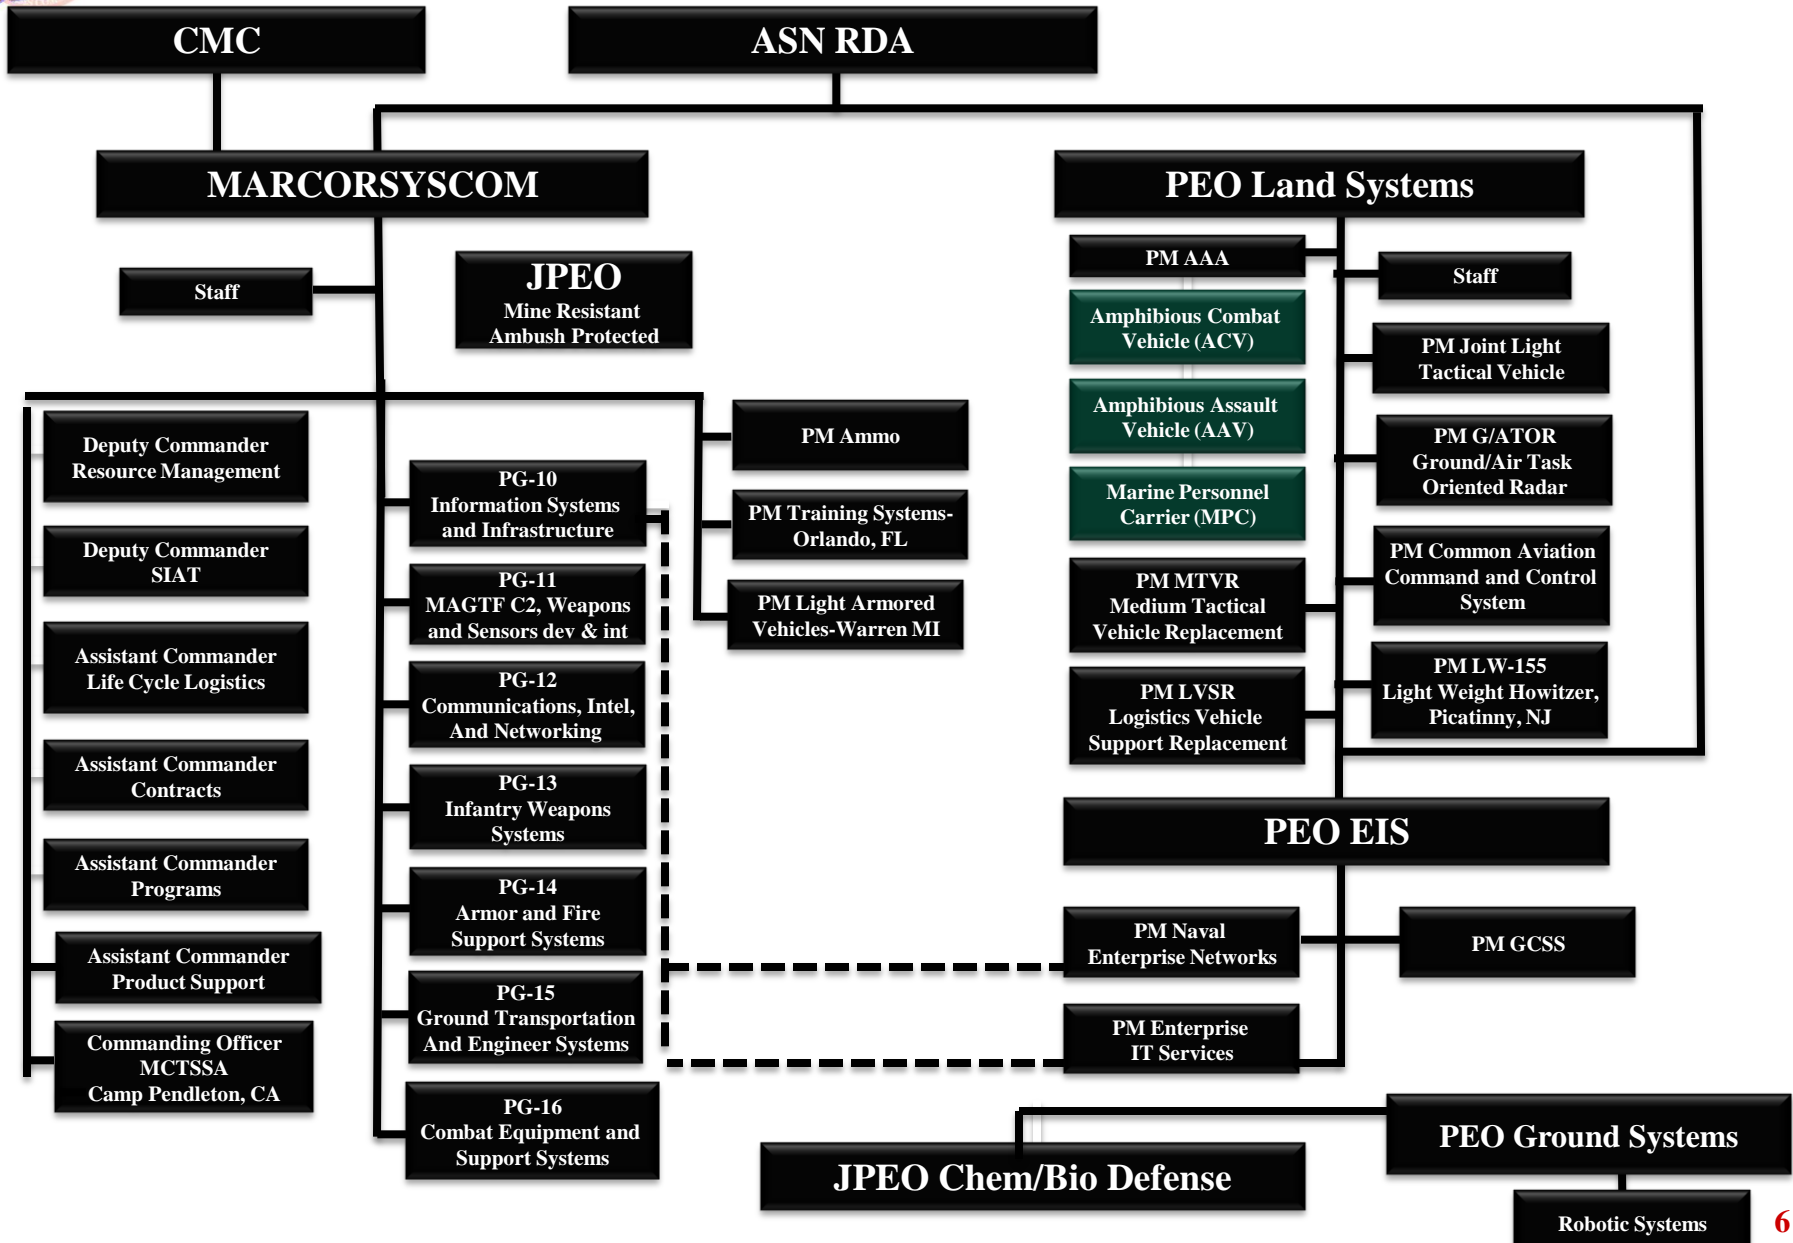 CMC
ASN RDA
MARCORSYSCOM
PEO Land Systems
Staff
JPEO
Mine Resistant
Ambush Protected
PM AAA
Staff
Amphibious Combat
Vehicle (ACV)
PM Joint Light
Tactical Vehicle
Amphibious Assault
Vehicle (AAV)
PM G/ATOR
Ground/Air Task
Oriented Radar
Marine Personnel
Carrier (MPC)
PM Common Aviation
Command and Control
System
PM MTVR
Medium Tactical
Vehicle Replacement
PM LW-155
Light Weight Howitzer,
Picatinny, NJ
PM LVSR
Logistics Vehicle
Support Replacement
Deputy Commander
Resource Management
Deputy Commander
SIAT
Assistant Commander
Life Cycle Logistics
Assistant Commander
Contracts
Assistant Commander
Programs
Assistant Commander
Product Support
Commanding Officer
MCTSSA
Camp Pendleton, CA
PG-10
Information Systems
and Infrastructure
PG-11
MAGTF C2, Weapons
and Sensors dev & int
PG-12
Communications, Intel,
And Networking
PG-13
Infantry Weapons
Systems
PG-14
Armor and Fire
Support Systems
PG-15
Ground Transportation
And Engineer Systems
PG-16
Combat Equipment and
Support Systems
PM Ammo
PM Training Systems-
Orlando, FL
PM Light Armored
Vehicles-Warren MI
PEO EIS
PM Naval
Enterprise Networks
PM GCSS
PM Enterprise
IT Services
PEO Ground Systems
JPEO Chem/Bio Defense
Robotic Systems
6